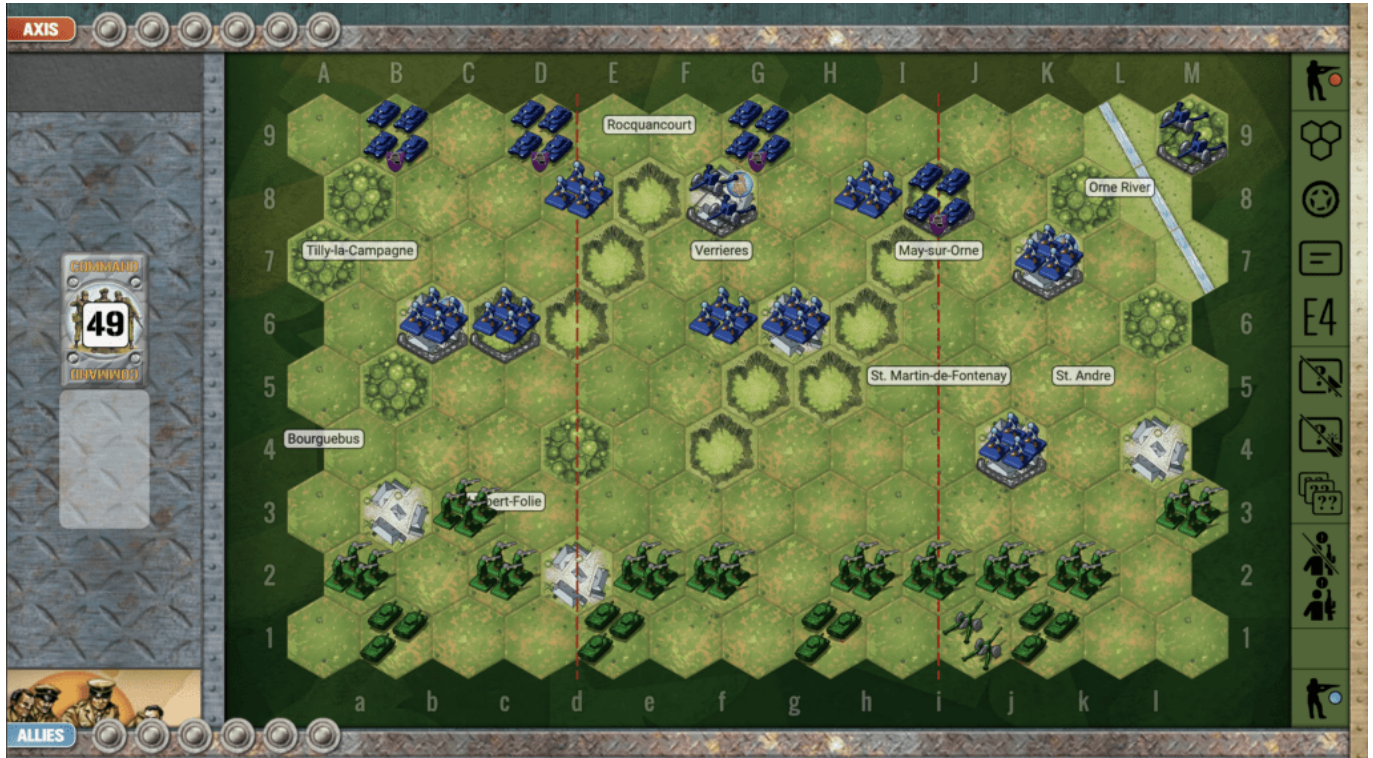 AXIS
A B C D E F G H I J K L M
9 Rocquancourt 9
8 Orne River 8
7 Tilly-la-Campagne Verrieres May-sur-Orne 7
COMMAND
49
COMMAND
6 6
E4
5 St. Martin-de-Fontenay St. Andre 5
? 
Bourguebus
4 4
?
3 bert-Folie 3
??
??
2 2
1 1
a b c d e f g h i j k l
ALLIES